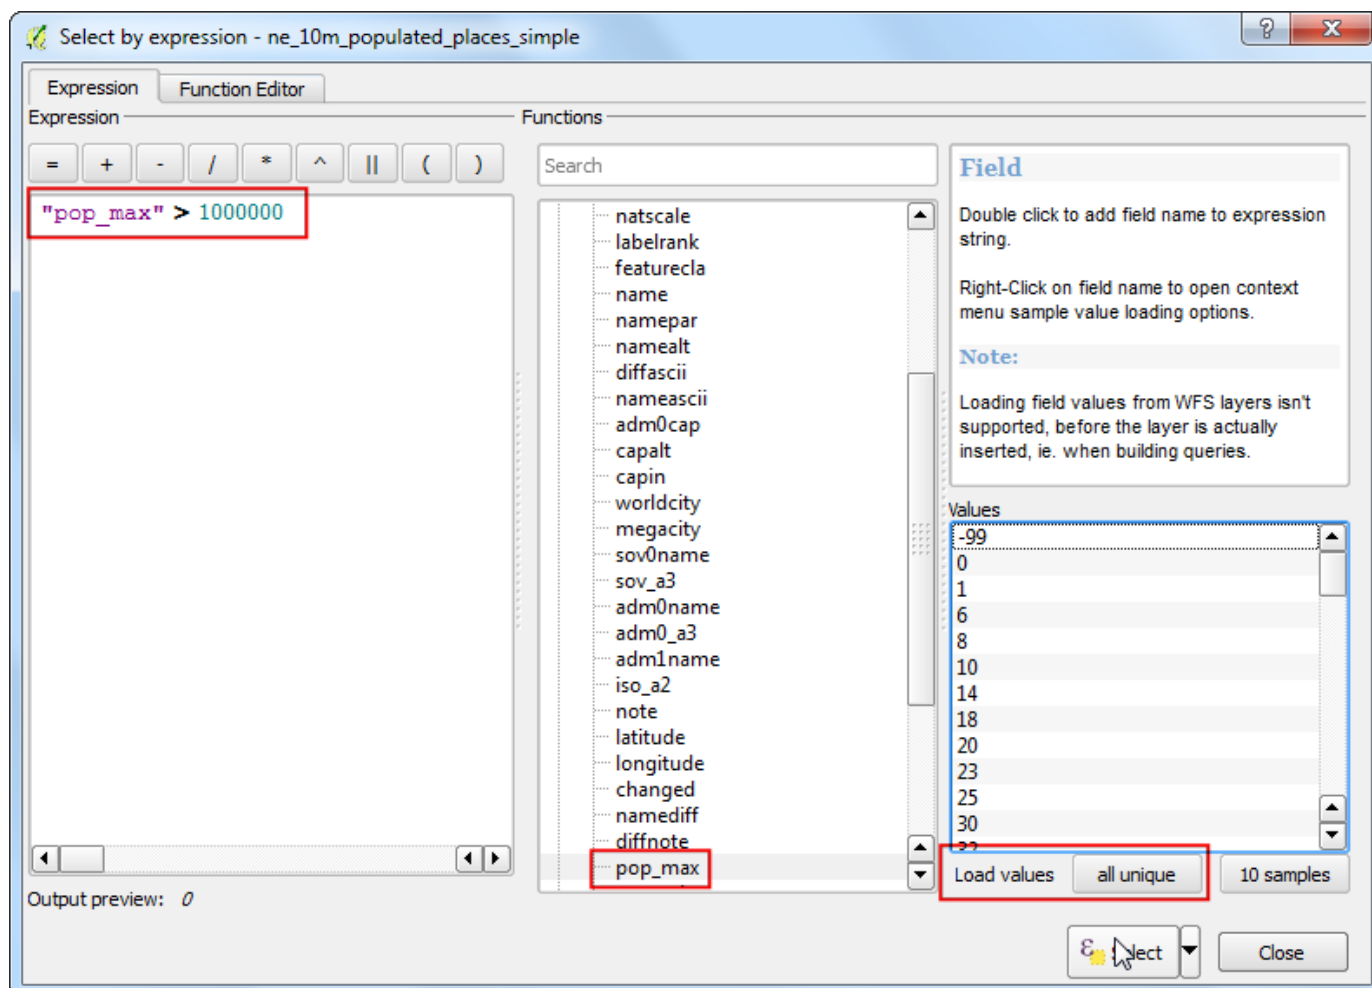 Select by expression - ne_10m_populated_places_simple
?
X
Expression
Function Editor
Expression
Functions
= + - / * ^ || ( )
Search
"pop_max" > 1000000
natscale
labelrank
featurecla
name
namepar
namealt
diffascii
nameascii
adm0cap
capalt
capin
worldcity
megacity
sov0name
sov_a3
adm0name
adm0_a3
adm1name
iso_a2
note
latitude
longitude
changed
namediff
diffnote
pop_max
Field
Double click to add field name to expression
string.
Right-Click on field name to open context
menu sample value loading options.
Note:
Loading field values from WFS layers isn't
supported, before the layer is actually
inserted, ie. when building queries.
Values
-99
0
1
6
8
10
14
18
20
23
25
30
Load values
all unique
10 samples
Output preview: 0
Close